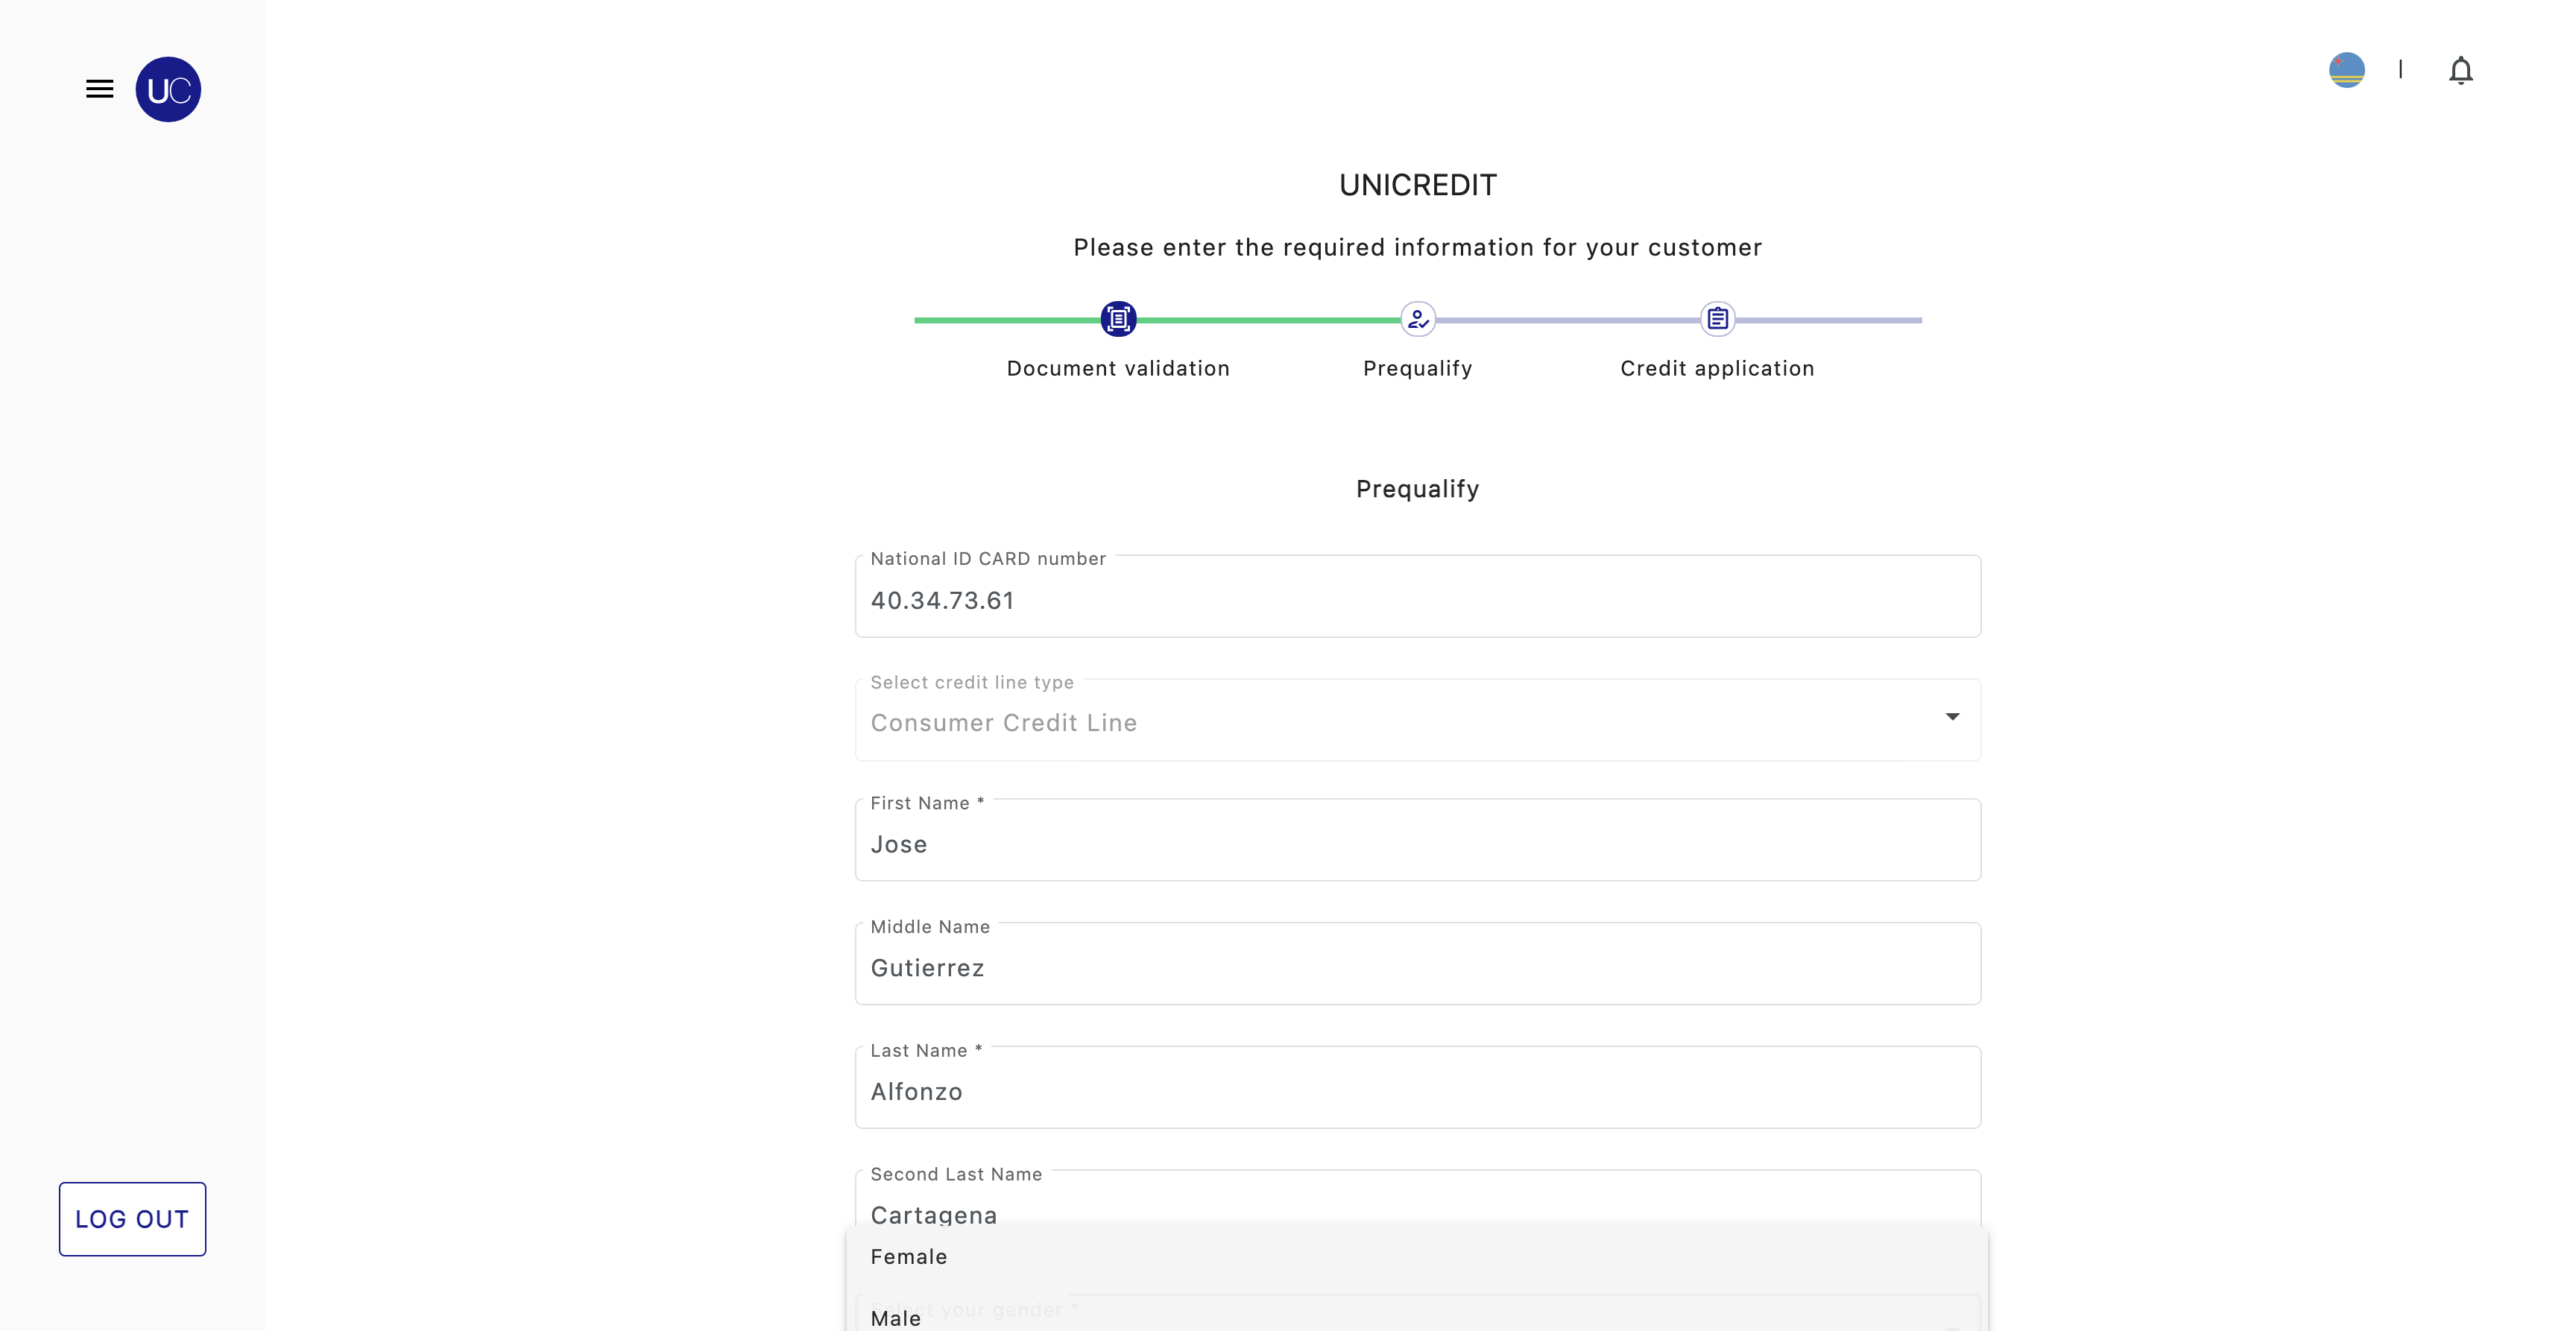 UC
UNICREDIT
Please enter the required information for your customer
Document validation
Prequalify
Credit application
Prequalify
National ID CARD number
40.34.73.61
Select credit line type
Consumer Credit Line
First Name *
Jose
Middle Name
Gutierrez
Last Name *
Alfonzo
Second Last Name
Cartagena
Female
Select your gender *
Male
LOG OUT